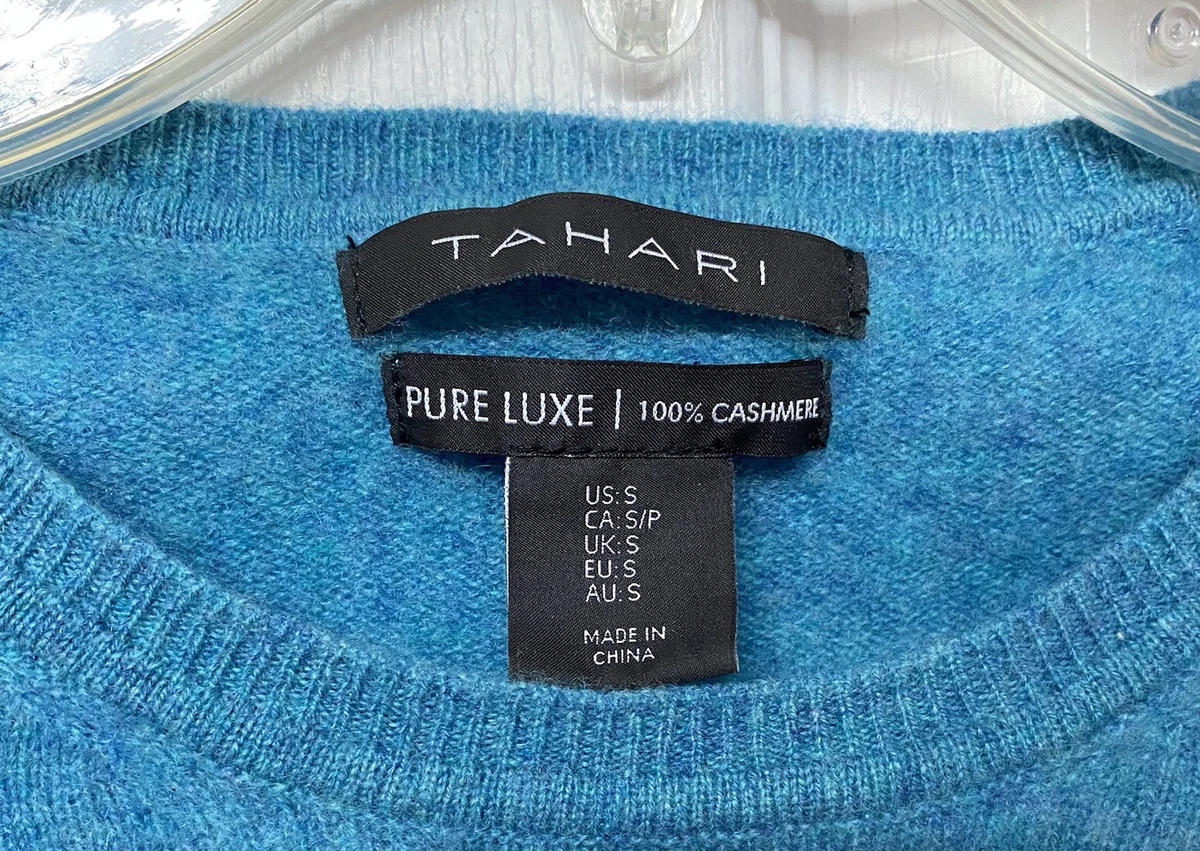 TAHARI
PURE LUXE | 100% CASHMERE
US: S
CA: S/P
UK: S
EU: S
AU: S
MADE IN
CHINA